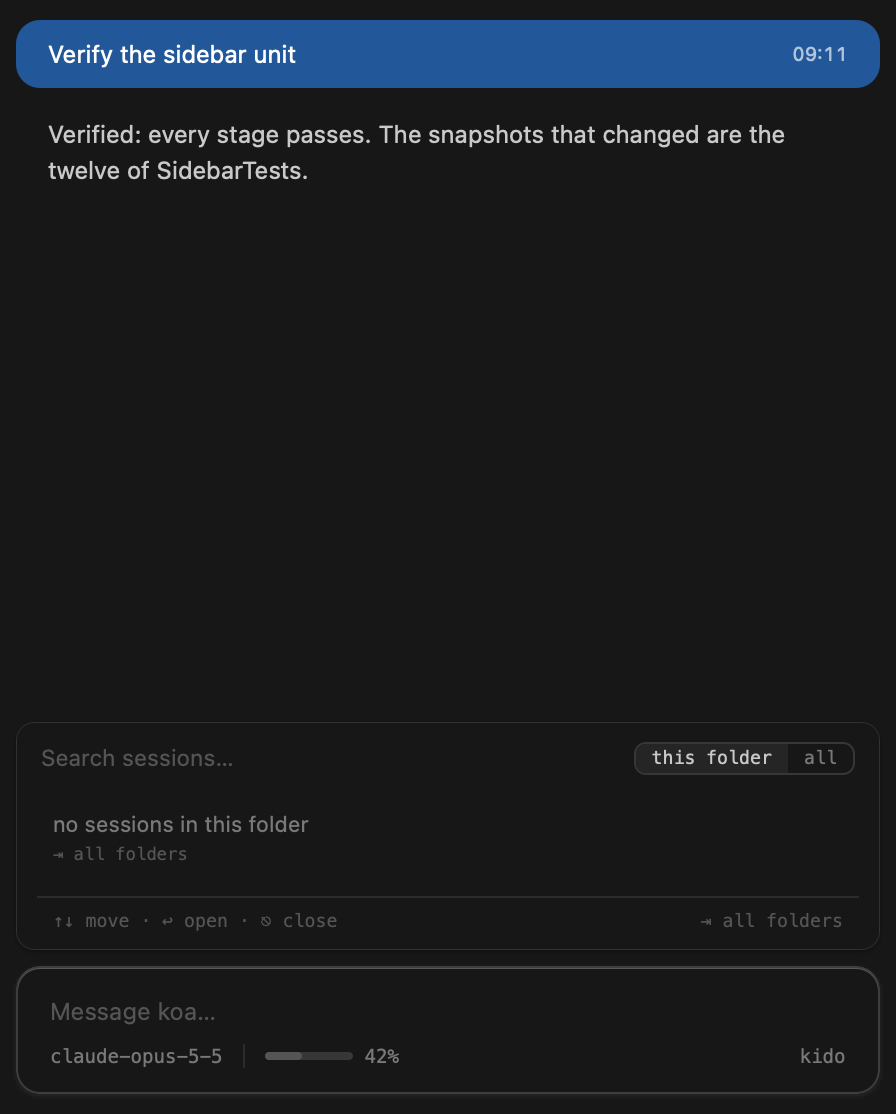 Verify the sidebar unit 09:11
Verified: every stage passes. The snapshots that changed are the
twelve of SidebarTests.
Search sessions… this folder all
no sessions in this folder
⇥ all folders
↑↓ move · ↩ open · ⎋ close ⇥ all folders
Message koa…
claude-opus-5-5 42% kido